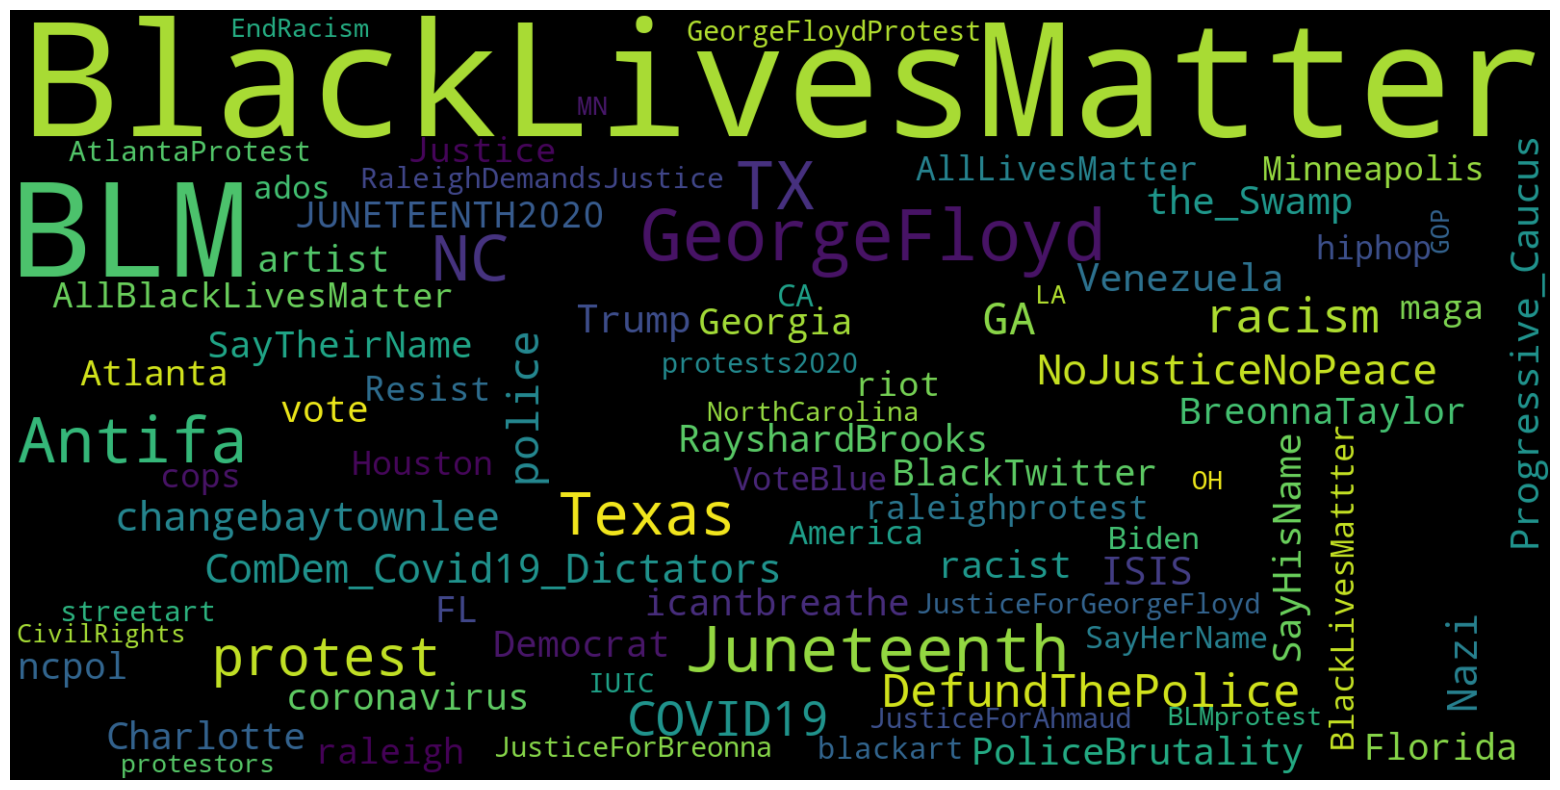 EndRacism
GeorgeFloydProtest
BlackLivesMatter
MN
AtlantaProtest
Justice
AllLivesMatter
Minneapolis
Progressive_Caucus
RaleighDemandsJustice
TX
BLM
ados
JUNETEENTH2020
GeorgeFloyd
the_Swamp
GOP
artist
NC
hiphop
AllBlackLivesMatter
CA
LA
Venezuela
Trump
Georgia
GA
racism
maga
SayTheirName
police
protests2020
Atlanta
Resist
riot
NoJusticeNoPeace
vote
NorthCarolina
BreonnaTaylor
Antifa
RayshardBrooks
cops
Houston
VoteBlue
BlackTwitter
OH
SayHisName
BlackLivesMattter
changebaytownlee
Texas
raleighprotest
America
Biden
ComDem_Covid19_Dictators
racist
ISIS
streetart
FL
icantbreathe
JusticeForGeorgeFloyd
CivilRights
Democrat
Juneteenth
SayHerName
Nazi
ncpol
protest
IUIC
coronavirus
DefundThePolice
COVID19
JusticeForAhmaud
BLMprotest
Charlotte
raleigh
JusticeForBreonna
blackart
PoliceBrutality
Florida
protestors